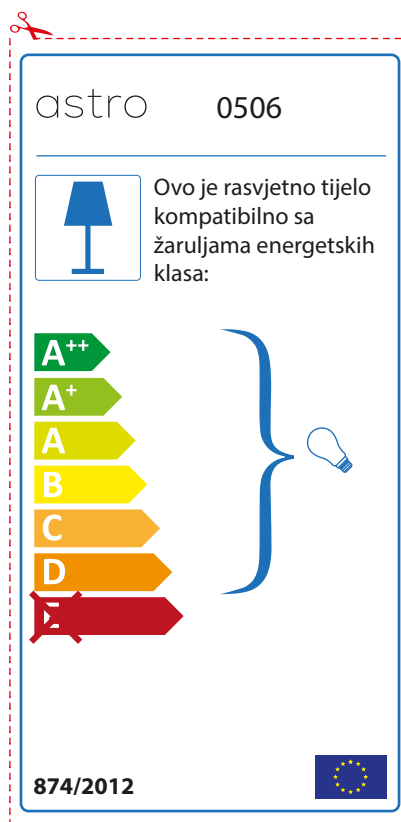 astro 0506
Ovo je rasvjetno tijelo
kompatibilno sa
žaruljama energetskih
klasa:
A++
A+
A
B
C
D
E
874/2012